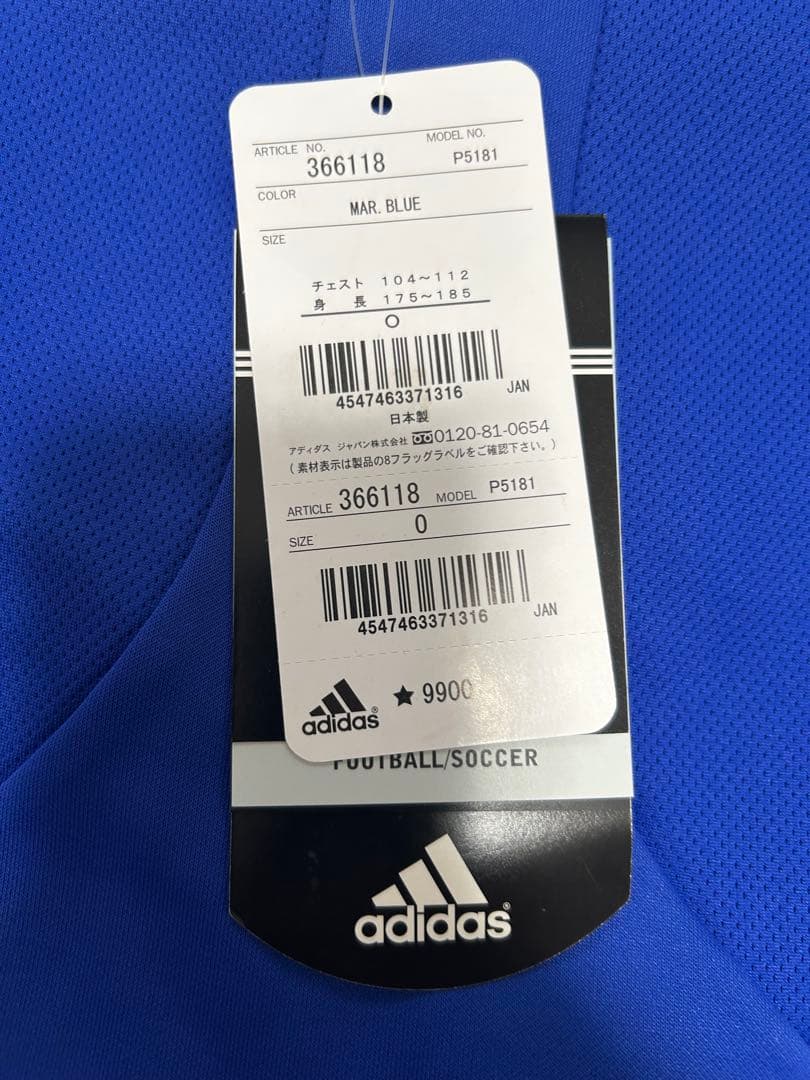 ARTICLE NO. 366118 MODEL NO. P5181
COLOR
MAR. BLUE
SIZE
チェスト 104~112
身長 175~185
O
4547463371316 JAN
日本製
アディダス ジャパン株式会社 0120-81-0654
(素材表示は製品の8フラッグラベルをご確認下さい。)
ARTICLE 366118 MODEL P5181
SIZE O
4547463371316 JAN
adidas® ★9900
FOOTBALL/SOCCER
adidas®